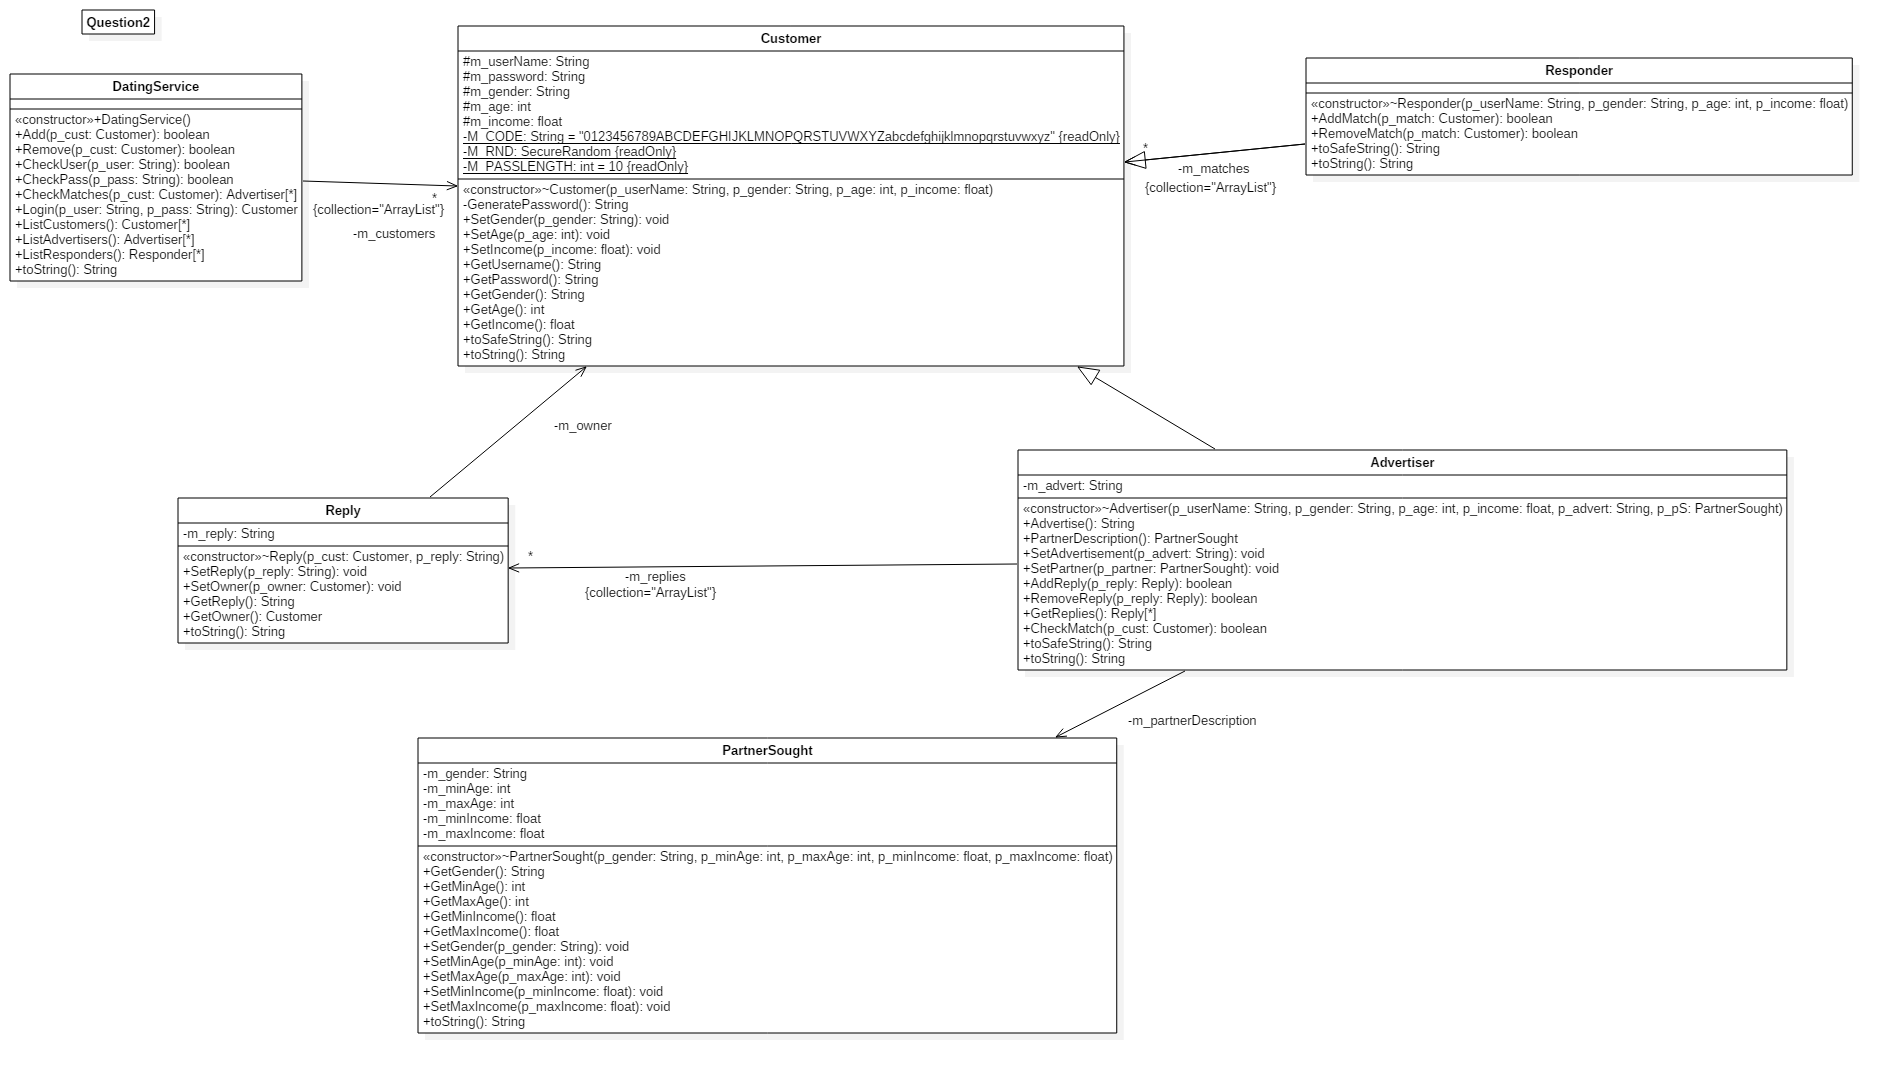 Question2
DatingService
«constructor»+DatingService()
+Add(p_cust: Customer): boolean
+Remove(p_cust: Customer): boolean
+CheckUser(p_user: String): boolean
+CheckPass(p_pass: String): boolean
+CheckMatches(p_cust: Customer): Advertiser[*]
+Login(p_user: String, p_pass: String): Customer
+ListCustomers(): Customer[*]
+ListAdvertisers(): Advertiser[*]
+ListResponders(): Responder[*]
+toString(): String
*
{collection="ArrayList"}
-m_customers
Customer
#m_userName: String
#m_password: String
#m_gender: String
#m_age: int
#m_income: float
-M_CODE: String = "0123456789ABCDEFGHIJKLMNOPQRSTUVWXYZabcdefghijklmnopqrstuvwxyz" {readOnly}
-M_RND: SecureRandom {readOnly}
-M_PASSLENGTH: int = 10 {readOnly}
«constructor»~Customer(p_userName: String, p_gender: String, p_age: int, p_income: float)
-GeneratePassword(): String
+SetGender(p_gender: String): void
+SetAge(p_age: int): void
+SetIncome(p_income: float): void
+GetUsername(): String
+GetPassword(): String
+GetGender(): String
+GetAge(): int
+GetIncome(): float
+toSafeString(): String
+toString(): String
*
-m_matches
{collection="ArrayList"}
Responder
«constructor»~Responder(p_userName: String, p_gender: String, p_age: int, p_income: float)
+AddMatch(p_match: Customer): boolean
+RemoveMatch(p_match: Customer): boolean
+toSafeString(): String
+toString(): String
-m_owner
Reply
-m_reply: String
«constructor»~Reply(p_cust: Customer, p_reply: String)
+SetReply(p_reply: String): void
+SetOwner(p_owner: Customer): void
+GetReply(): String
+GetOwner(): Customer
+toString(): String
*
-m_replies
{collection="ArrayList"}
Advertiser
-m_advert: String
«constructor»~Advertiser(p_userName: String, p_gender: String, p_age: int, p_income: float, p_advert: String, p_pS: PartnerSought)
+Advertise(): String
+PartnerDescription(): PartnerSought
+SetAdvertisement(p_advert: String): void
+SetPartner(p_partner: PartnerSought): void
+AddReply(p_reply: Reply): boolean
+RemoveReply(p_reply: Reply): boolean
+GetReplies(): Reply[*]
+CheckMatch(p_cust: Customer): boolean
+toSafeString(): String
+toString(): String
-m_partnerDescription
PartnerSought
-m_gender: String
-m_minAge: int
-m_maxAge: int
-m_minIncome: float
-m_maxIncome: float
«constructor»~PartnerSought(p_gender: String, p_minAge: int, p_maxAge: int, p_minIncome: float, p_maxIncome: float)
+GetGender(): String
+GetMinAge(): int
+GetMaxAge(): int
+GetMinIncome(): float
+GetMaxIncome(): float
+SetGender(p_gender: String): void
+SetMinAge(p_minAge: int): void
+SetMaxAge(p_maxAge: int): void
+SetMinIncome(p_minIncome: float): void
+SetMaxIncome(p_maxIncome: float): void
+toString(): String